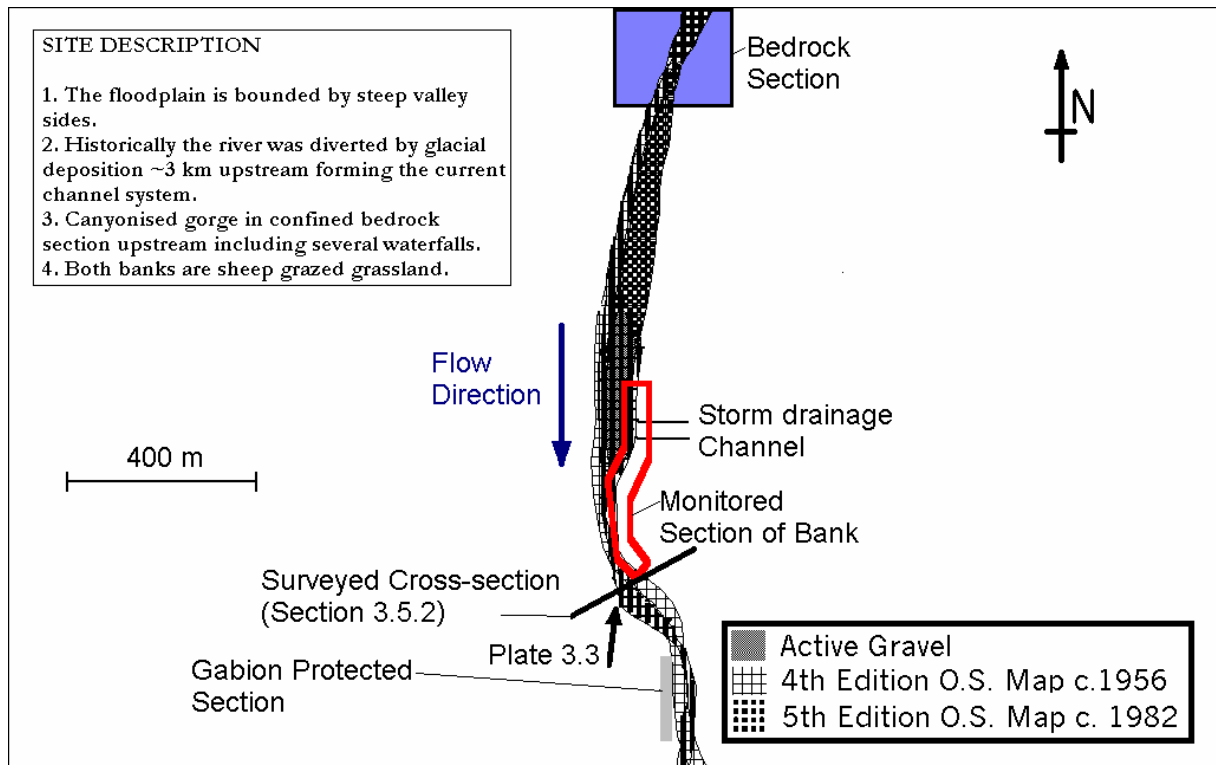 SITE DESCRIPTION
1. The floodplain is bounded by steep valley
sides.
2. Historically the river was diverted by glacial
deposition ~3 km upstream forming the current
channel system.
3. Canyonised gorge in confined bedrock
section upstream including several waterfalls.
4. Both banks are sheep grazed grassland.
Bedrock
Section
N
Flow
Direction
400 m
Storm drainage
Channel
Monitored
Section of Bank
Surveyed Cross-section
(Section 3.5.2)
Plate 3.3
Gabion Protected
Section
Active Gravel
4th Edition O.S. Map c.1956
5th Edition O.S. Map c. 1982